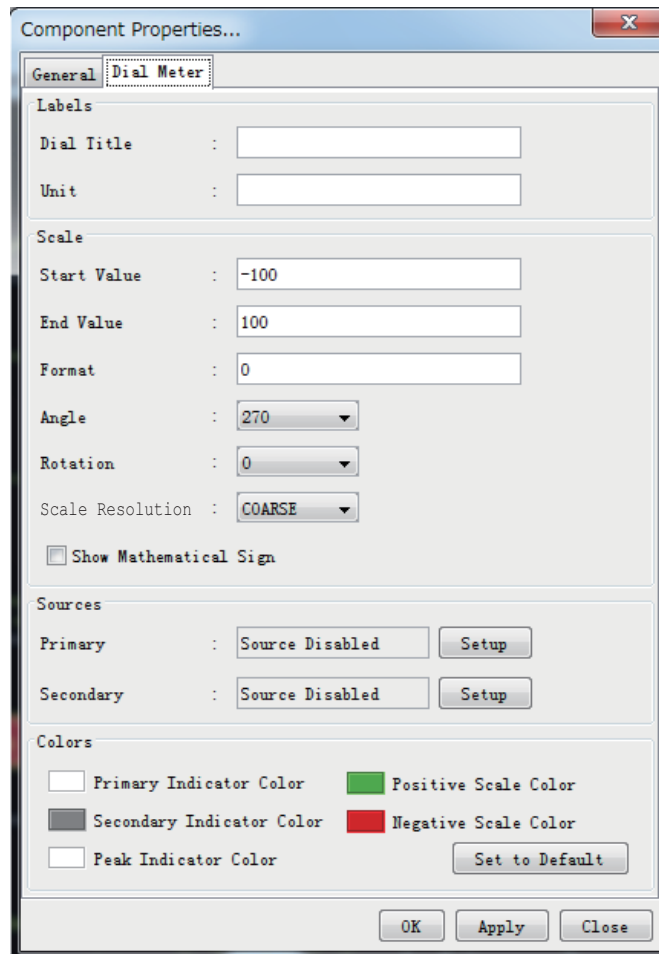 Component Properties...
General Dial Meter
Labels
Dial Title :
Unit :
Scale
Start Value : -100
End Value : 100
Format : 0
Angle : 270
Rotation : 0
Scale Resolution : COARSE
Show Mathematical Sign
Sources
Primary : Source Disabled Setup
Secondary : Source Disabled Setup
Colors
Primary Indicator Color Positive Scale Color
Secondary Indicator Color Negative Scale Color
Peak Indicator Color Set to Default
OK Apply Close